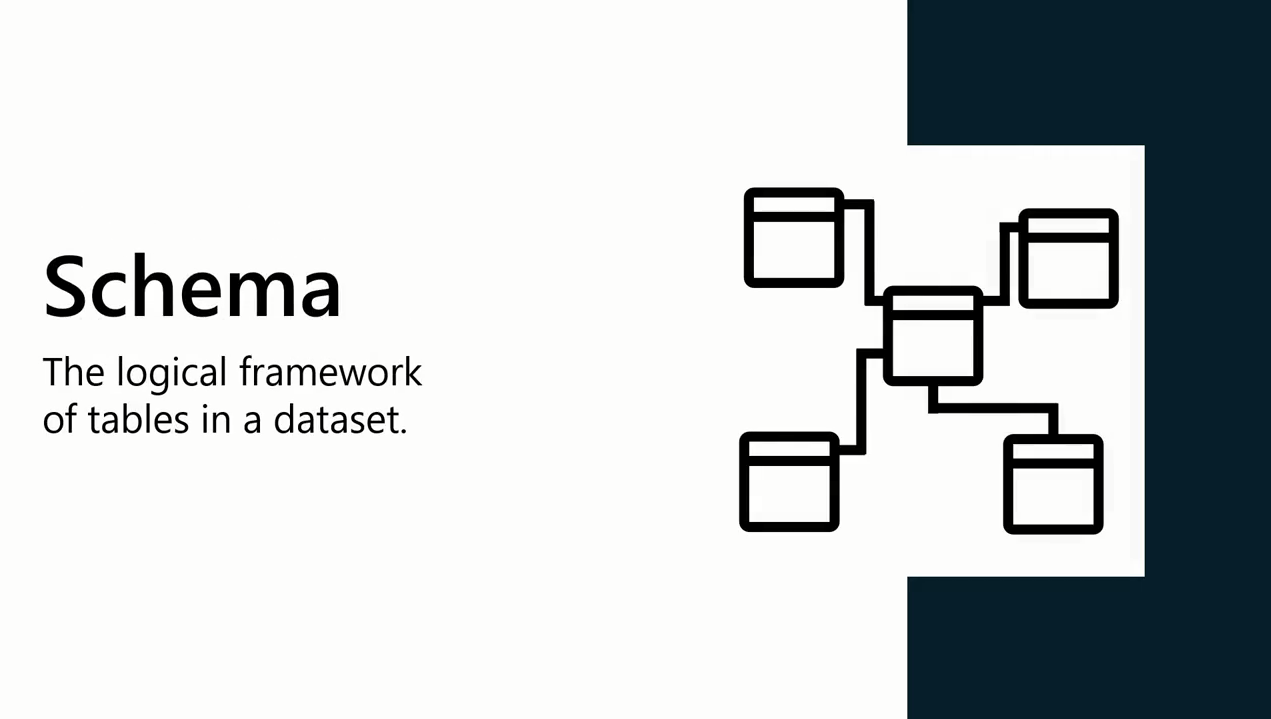 Schema
The logical framework
of tables in a dataset.